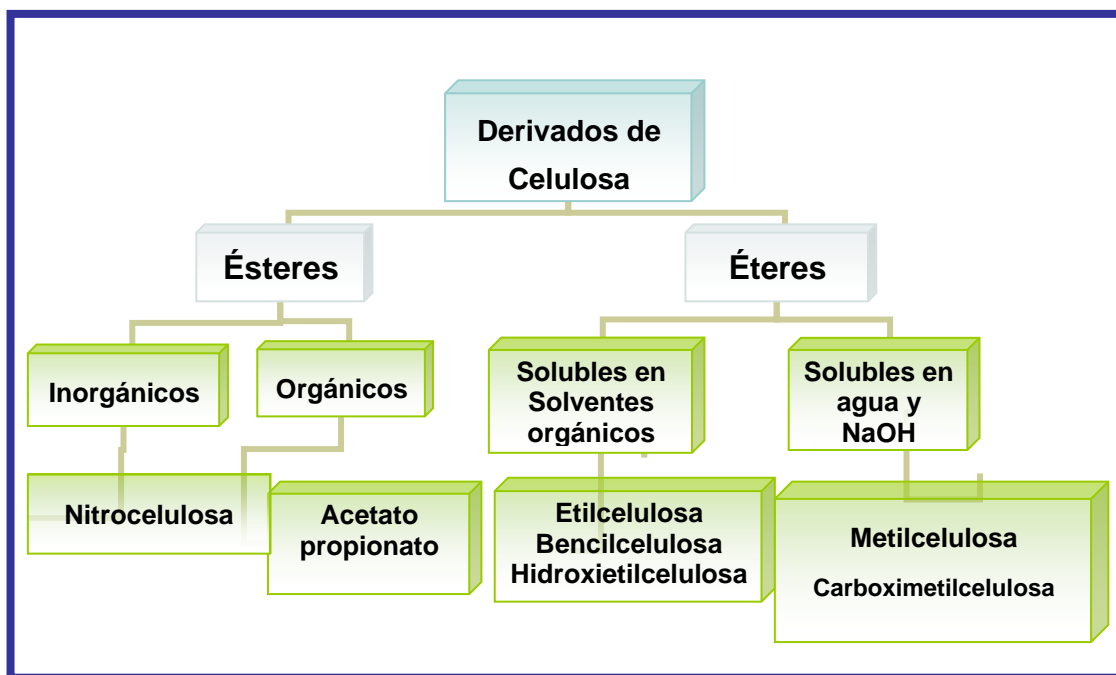 Derivados de
Celulosa
Ésteres
Éteres
Inorgánicos
Orgánicos
Solubles en
Solventes
orgánicos
Solubles en
agua y
NaOH
Nitrocelulosa
Acetato
propionato
Etilcelulosa
Bencilcelulosa
Hidroxietilcelulosa
Metilcelulosa
Carboximetilcelulosa